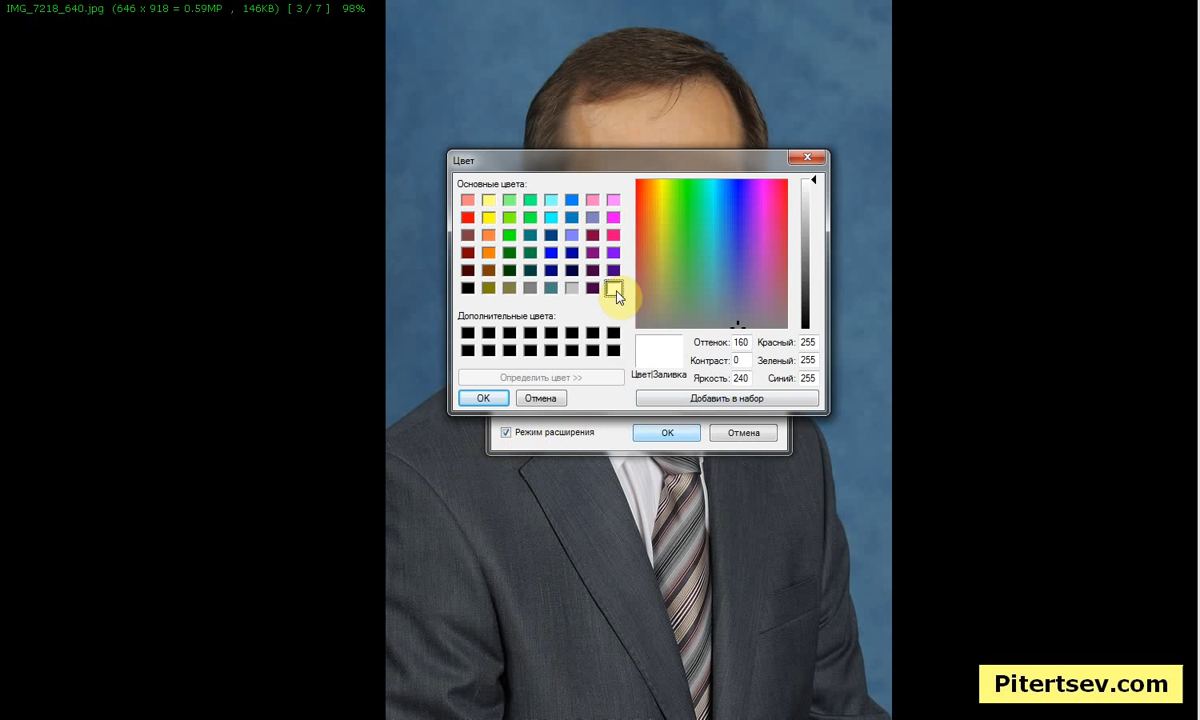 IMG_7218_640.jpg (646 x 918 = 0.59MP , 146KB) [ 3 / 7 ] 98%
Цвет
Основные цвета:
Дополнительные цвета:
Определить цвет >>
ОК
Отмена
Цвет|Заливка
Оттенок: 160
Красный: 255
Контраст: 0
Зеленый: 255
Яркость: 240
Синий: 255
Добавить в набор
Режим расширения
OK
Отмена
Pitertsev.com